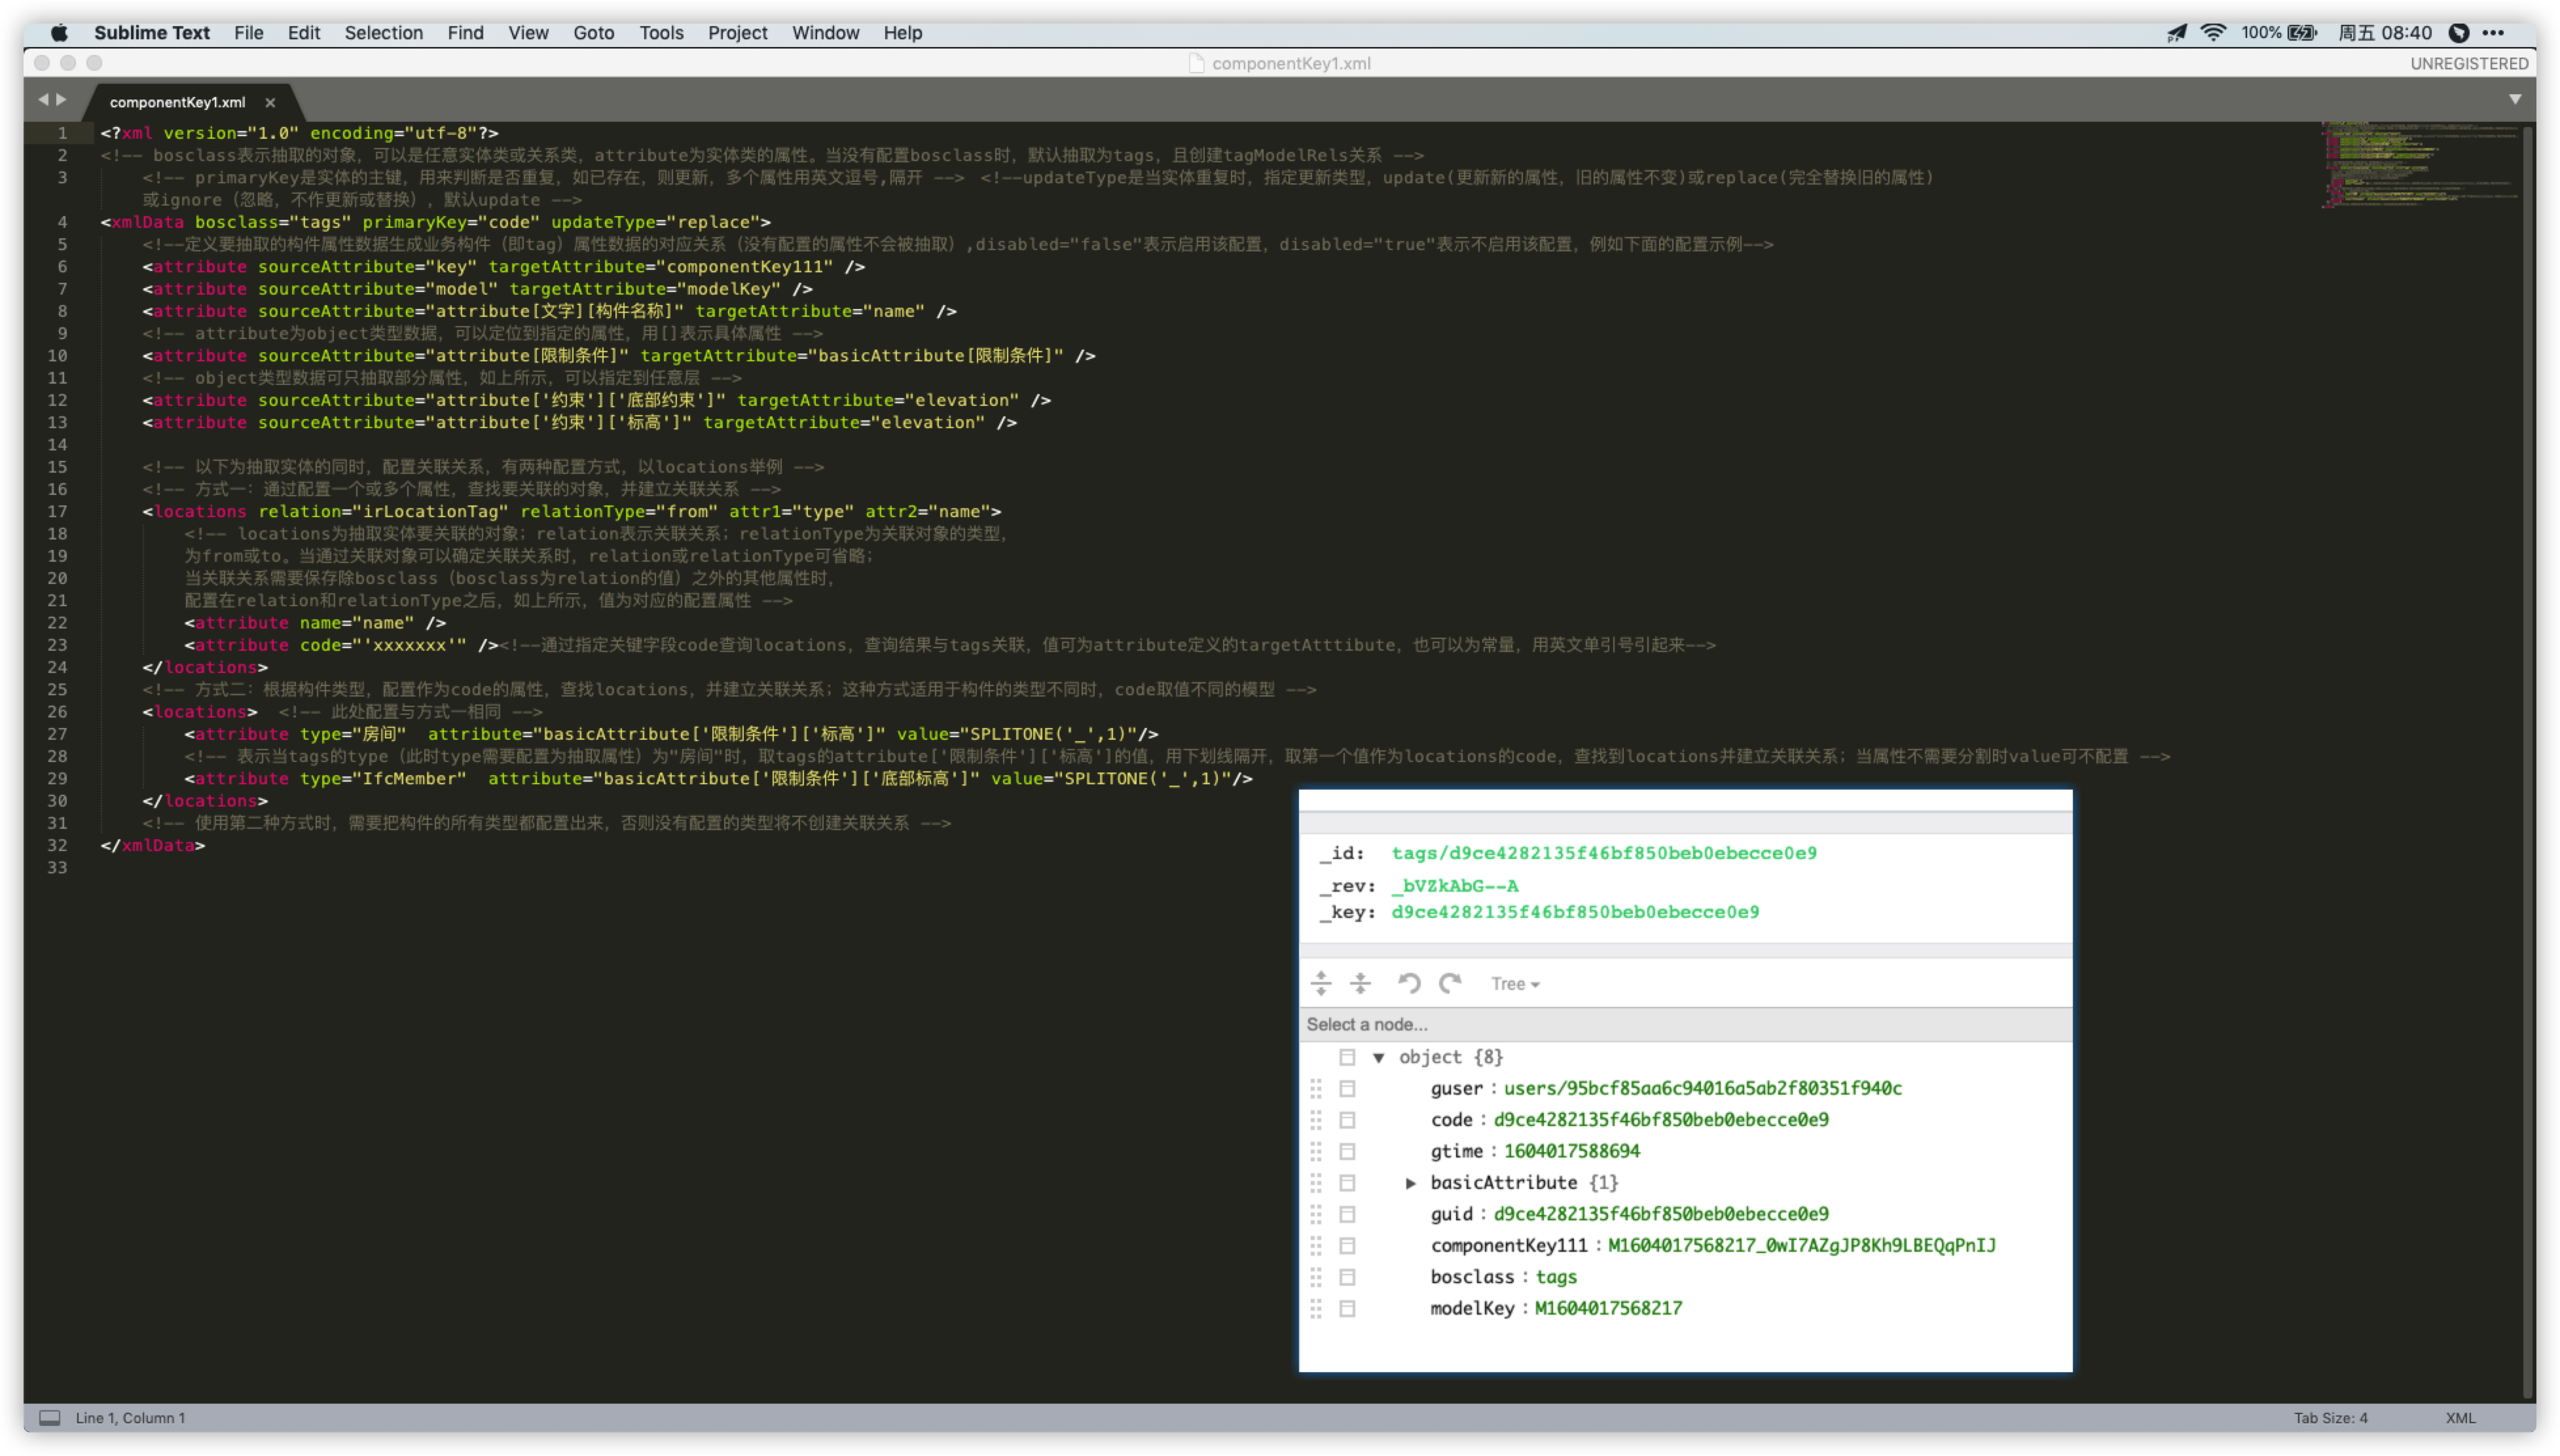 Sublime Text File Edit Selection Find View Goto Tools Project Window Help 100% 周五 08:40
componentKey1.xml UNREGISTERED
componentKey1.xml
1 <?xml version="1.0" encoding="utf-8"?>
2 <!-- bosclass表示抽取的对象，可以是任意实体类或关系类，attribute为实体类的属性。当没有配置bosclass时，默认抽取为tags，且创建tagModelRels关系 -->
3 <!-- primaryKey是实体的主键，用来判断是否重复，如已存在，则更新，多个属性用英文逗号,隔开 --> <!--updateType是当实体重复时，指定更新类型，update(更新新的属性，旧的属性不变)或replace(完全替换旧的属性)
或ignore（忽略，不作更新或替换）, 默认update -->
4 <xmlData bosclass="tags" primaryKey="code" updateType="replace">
5 <!--定义要抽取的构件属性数据生成业务构件（即tag）属性数据的对应关系（没有配置的属性不会被抽取）,disabled="false"表示启用该配置，disabled="true"表示不启用该配置，例如下面的配置示例-->
6 <attribute sourceAttribute="key" targetAttribute="componentKey111" />
7 <attribute sourceAttribute="model" targetAttribute="modelKey" />
8 <attribute sourceAttribute="attribute[文字][构件名称]" targetAttribute="name" />
9 <!-- attribute为object类型数据，可以定位到指定的属性，用[]表示具体属性 -->
10 <attribute sourceAttribute="attribute[限制条件]" targetAttribute="basicAttribute[限制条件]" />
11 <!-- object类型数据可只抽取部分属性，如上所示，可以指定到任意层 -->
12 <attribute sourceAttribute="attribute['约束']['底部约束']" targetAttribute="elevation" />
13 <attribute sourceAttribute="attribute['约束']['标高']" targetAttribute="elevation" />
14
15 <!-- 以下为抽取实体的同时，配置关联关系，有两种配置方式，以locations举例 -->
16 <!-- 方式一：通过配置一个或多个属性，查找要关联的对象，并建立关联关系 -->
17 <locations relation="irLocationTag" relationType="from" attr1="type" attr2="name">
18 <!-- locations为抽取实体要关联的对象；relation表示关联关系；relationType为关联对象的类型，
19 为from或to。当通过关联对象可以确定关联关系时，relation或relationType可省略；
20 当关联关系需要保存除bosclass（bosclass为relation的值）之外的其他属性时，
21 配置在relation和relationType之后，如上所示，值为对应的配置属性 -->
22 <attribute name="name" />
23 <attribute code="'xxxxxxx'" /><!--通过指定关键字段code查询locations，查询结果与tags关联，值可为attribute定义的targetAtttibute，也可以为常量，用英文单引号引起来-->
24 </locations>
25 <!-- 方式二：根据构件类型，配置作为code的属性，查找locations，并建立关联关系；这种方式适用于构件的类型不同时，code取值不同的模型 -->
26 <locations> <!-- 此处配置与方式一相同 -->
27 <attribute type="房间" attribute="basicAttribute['限制条件']['标高']" value="SPLITONE('_',1)"/>
28 <!-- 表示当tags的type（此时type需要配置为抽取属性）为"房间"时，取tags的attribute['限制条件']['标高']的值，用下划线隔开，取第一个值作为locations的code，查找到locations并建立关联关系；当属性不需要分割时value可不配置 -->
29 <attribute type="IfcMember" attribute="basicAttribute['限制条件']['底部标高']" value="SPLITONE('_',1)"/>
30 </locations>
31 <!-- 使用第二种方式时，需要把构件的所有类型都配置出来，否则没有配置的类型将不创建关联关系 -->
32 </xmlData>
33
_id: tags/d9ce4282135f46bf850beb0ebecce0e9
_rev: _bVZkAbG--A
_key: d9ce4282135f46bf850beb0ebecce0e9
Tree
Select a node...
object {8}
guser : users/95bcf85aa6c94016a5ab2f80351f940c
code : d9ce4282135f46bf850beb0ebecce0e9
gtime : 1604017588694
basicAttribute {1}
guid : d9ce4282135f46bf850beb0ebecce0e9
componentKey111 : M1604017568217_0wI7AZgJP8Kh9LBEQqPnIJ
bosclass : tags
modelKey : M1604017568217
Line 1, Column 1 Tab Size: 4 XML